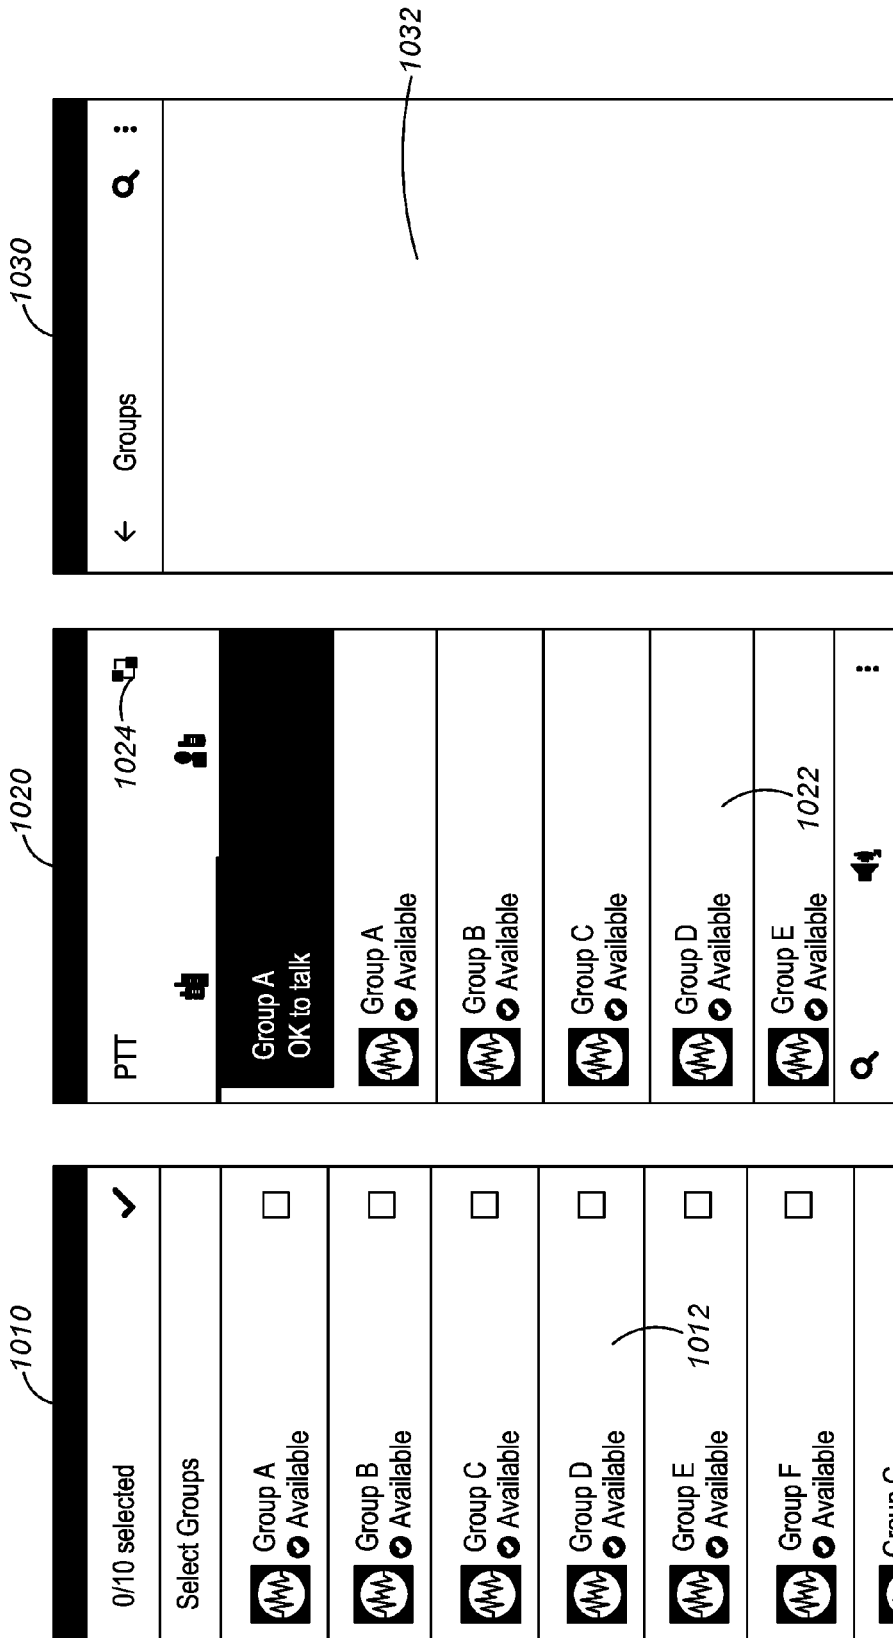 1010
0/10 selected
Select Groups
Group A
Available
Group B
Available
Group C
Available
Group D
Available
Group E
Available
Group F
Available
1012
1020
PTT
1024
Group A
OK to talk
Group A
Available
Group B
Available
Group C
Available
Group D
Available
Group E
Available
1022
1030
Groups
1032